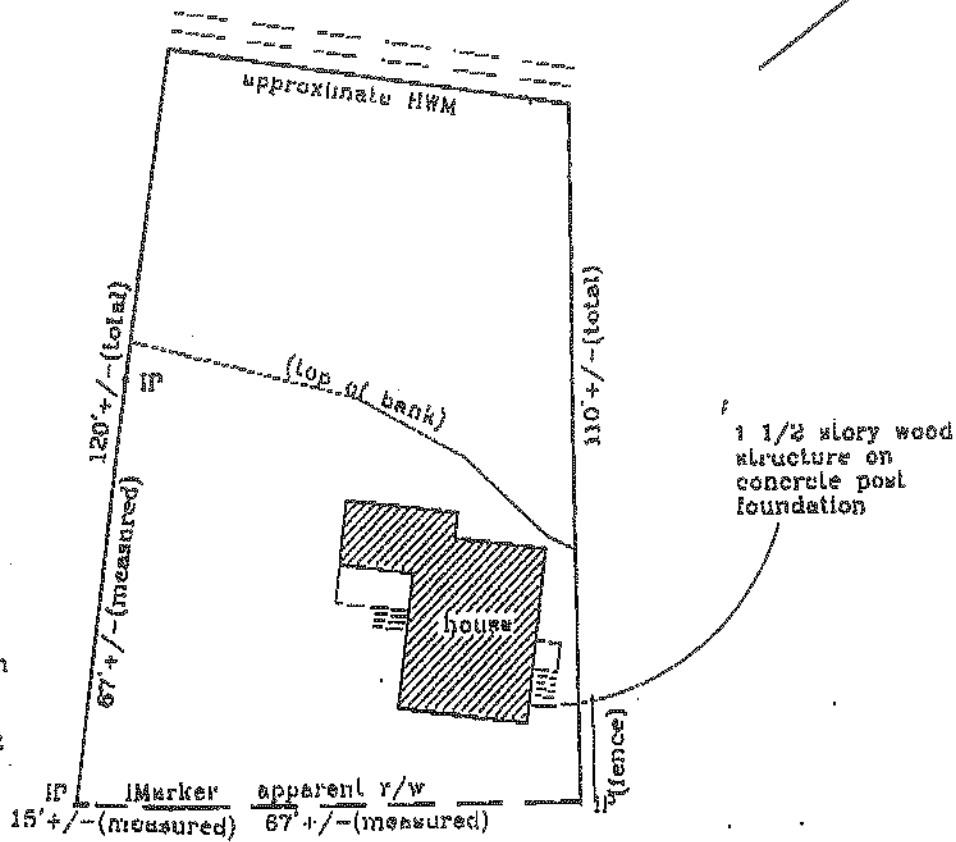 approximate HWM
120'+/-(total)
110'+/-(total)
(top of bank)
IP
67'+/-(measured)
1 1/2 story wood
structure on
concrete post
foundation
house
(fence)
IP IMarker apparent r/w IP
15'+/-(measured) 67'+/-(measured)